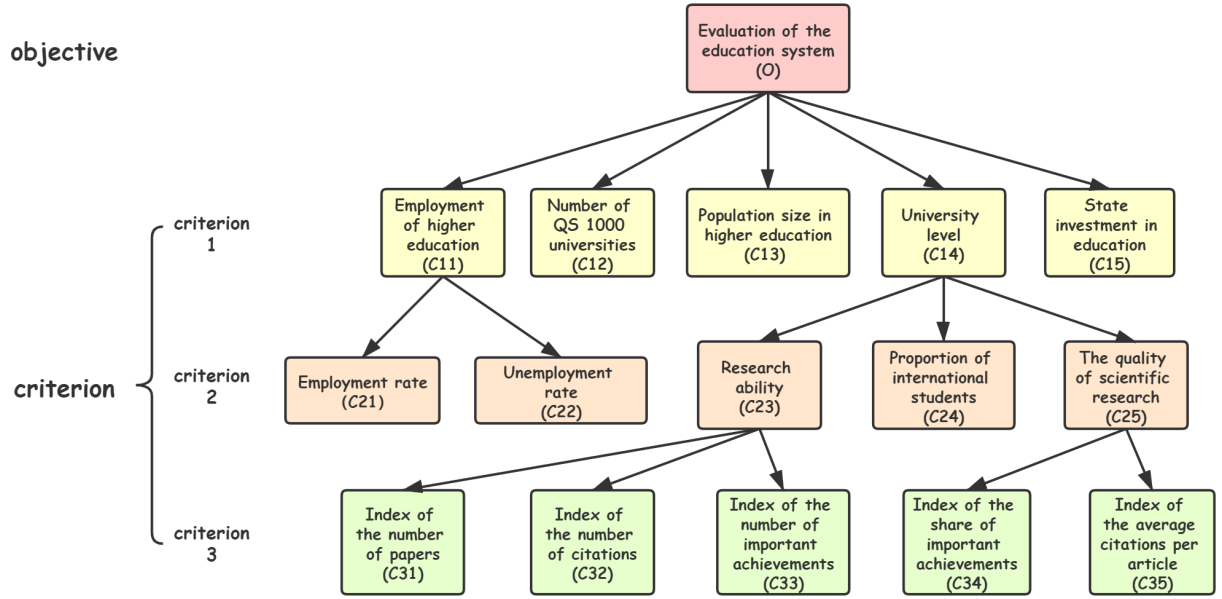 objective
Evaluation of the
education system
(O)
criterion
1
Employment
of higher
education
(C11)
Number of
QS 1000
universities
(C12)
Population size in
higher education
(C13)
University
level
(C14)
State
investment in
education
(C15)
criterion
criterion
2
Employment rate
(C21)
Unemployment
rate
(C22)
Research
ability
(C23)
Proportion of
international
students
(C24)
The quality
of scientific
research
(C25)
criterion
3
Index of
the number
of papers
(C31)
Index of
the number
of citations
(C32)
Index of the
number of
important
achievements
(C33)
Index of the
share of
important
achievements
(C34)
Index of
the average
citations per
article
(C35)